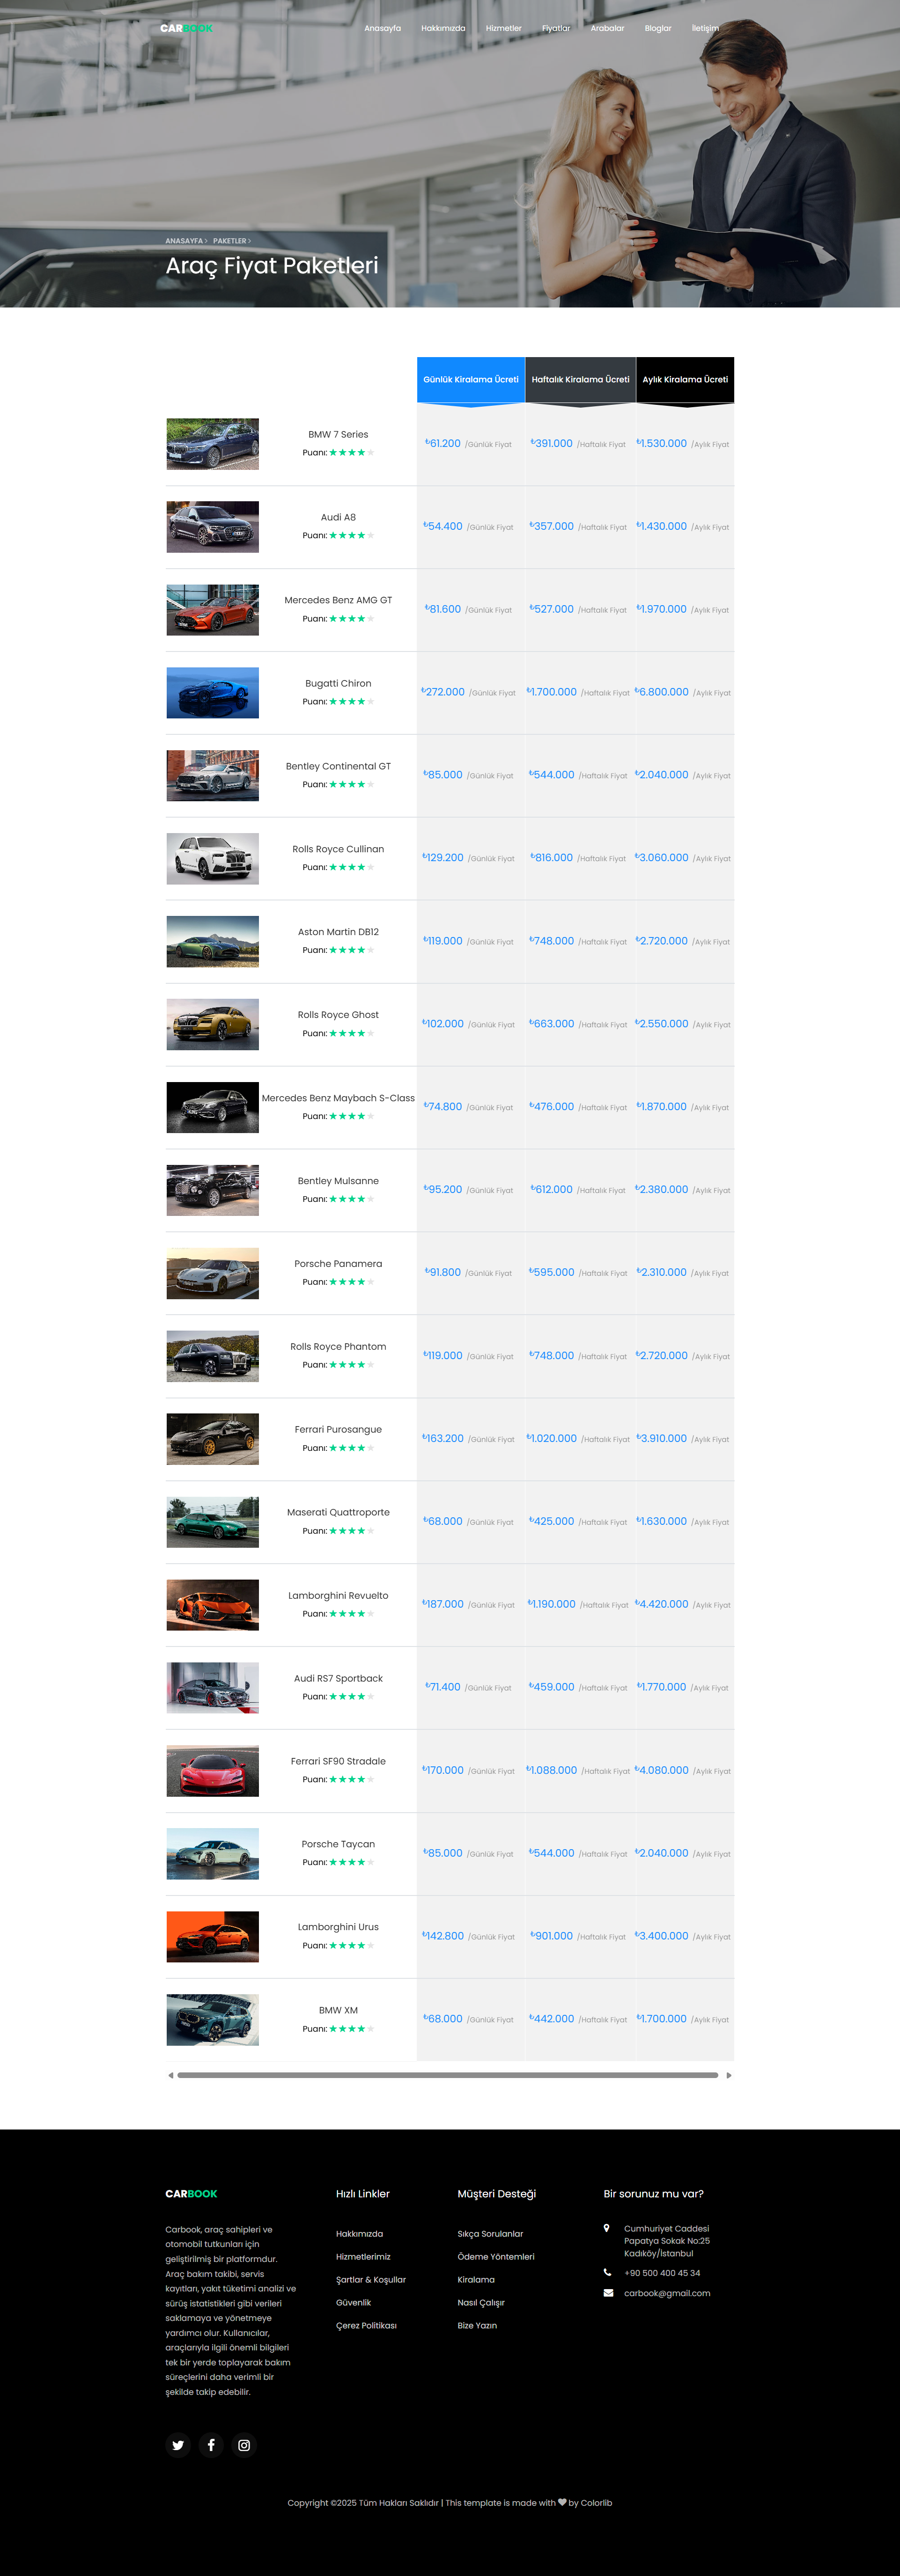 CARBOOK
Anasayfa Hakkımızda Hizmetler Fiyatlar Arabalar Bloglar İletişim
ANASAYFA > PAKETLER >
Araç Fiyat Paketleri
Günlük Kiralama Ücreti Haftalık Kiralama Ücreti Aylık Kiralama Ücreti
BMW 7 Series
Puanı: ★★★★★
₺61.200 /Günlük Fiyat ₺391.000 /Haftalık Fiyat ₺1.530.000 /Aylık Fiyat
Audi A8
Puanı: ★★★★★
₺54.400 /Günlük Fiyat ₺357.000 /Haftalık Fiyat ₺1.430.000 /Aylık Fiyat
Mercedes Benz AMG GT
Puanı: ★★★★★
₺81.600 /Günlük Fiyat ₺527.000 /Haftalık Fiyat ₺1.970.000 /Aylık Fiyat
Bugatti Chiron
Puanı: ★★★★★
₺272.000 /Günlük Fiyat ₺1.700.000 /Haftalık Fiyat ₺6.800.000 /Aylık Fiyat
Bentley Continental GT
Puanı: ★★★★★
₺85.000 /Günlük Fiyat ₺544.000 /Haftalık Fiyat ₺2.040.000 /Aylık Fiyat
Rolls Royce Cullinan
Puanı: ★★★★★
₺129.200 /Günlük Fiyat ₺816.000 /Haftalık Fiyat ₺3.060.000 /Aylık Fiyat
Aston Martin DB12
Puanı: ★★★★★
₺119.000 /Günlük Fiyat ₺748.000 /Haftalık Fiyat ₺2.720.000 /Aylık Fiyat
Rolls Royce Ghost
Puanı: ★★★★★
₺102.000 /Günlük Fiyat ₺663.000 /Haftalık Fiyat ₺2.550.000 /Aylık Fiyat
Mercedes Benz Maybach S-Class
Puanı: ★★★★★
₺74.800 /Günlük Fiyat ₺476.000 /Haftalık Fiyat ₺1.870.000 /Aylık Fiyat
Bentley Mulsanne
Puanı: ★★★★★
₺95.200 /Günlük Fiyat ₺612.000 /Haftalık Fiyat ₺2.380.000 /Aylık Fiyat
Porsche Panamera
Puanı: ★★★★★
₺91.800 /Günlük Fiyat ₺595.000 /Haftalık Fiyat ₺2.310.000 /Aylık Fiyat
Rolls Royce Phantom
Puanı: ★★★★★
₺119.000 /Günlük Fiyat ₺748.000 /Haftalık Fiyat ₺2.720.000 /Aylık Fiyat
Ferrari Purosangue
Puanı: ★★★★★
₺163.200 /Günlük Fiyat ₺1.020.000 /Haftalık Fiyat ₺3.910.000 /Aylık Fiyat
Maserati Quattroporte
Puanı: ★★★★★
₺68.000 /Günlük Fiyat ₺425.000 /Haftalık Fiyat ₺1.630.000 /Aylık Fiyat
Lamborghini Revuelto
Puanı: ★★★★★
₺187.000 /Günlük Fiyat ₺1.190.000 /Haftalık Fiyat ₺4.420.000 /Aylık Fiyat
Audi RS7 Sportback
Puanı: ★★★★★
₺71.400 /Günlük Fiyat ₺459.000 /Haftalık Fiyat ₺1.770.000 /Aylık Fiyat
Ferrari SF90 Stradale
Puanı: ★★★★★
₺170.000 /Günlük Fiyat ₺1.088.000 /Haftalık Fiyat ₺4.080.000 /Aylık Fiyat
Porsche Taycan
Puanı: ★★★★★
₺85.000 /Günlük Fiyat ₺544.000 /Haftalık Fiyat ₺2.040.000 /Aylık Fiyat
Lamborghini Urus
Puanı: ★★★★★
₺142.800 /Günlük Fiyat ₺901.000 /Haftalık Fiyat ₺3.400.000 /Aylık Fiyat
BMW XM
Puanı: ★★★★★
₺68.000 /Günlük Fiyat ₺442.000 /Haftalık Fiyat ₺1.700.000 /Aylık Fiyat
CARBOOK
Carbook, araç sahipleri ve
otomobil tutkunları için
geliştirilmiş bir platformdur.
Araç bakım takibi, servis
kayıtları, yakıt tüketimi analizi ve
sürüş istatistikleri gibi verileri
saklamaya ve yönetmeye
yardımcı olur. Kullanıcılar,
araçlarıyla ilgili önemli bilgileri
tek bir yerde toplayarak bakım
süreçlerini daha verimli bir
şekilde takip edebilir.
Hızlı Linkler
Hakkımızda
Hizmetlerimiz
Şartlar & Koşullar
Güvenlik
Çerez Politikası
Müşteri Desteği
Sıkça Sorulanlar
Ödeme Yöntemleri
Kiralama
Nasıl Çalışır
Bize Yazın
Bir sorunuz mu var?
Cumhuriyet Caddesi
Papatya Sokak No:25
Kadıköy/İstanbul
+90 500 400 45 34
carbook@gmail.com
Copyright ©2025 Tüm Hakları Saklıdır | This template is made with ♥ by Colorlib